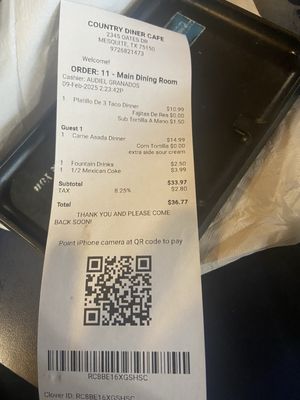 COUNTRY DINER CAFE
2345 OATES DR
MESQUITE, TX 75150
9726821473
Welcome!
ORDER: 11 - Main Dining Room
Cashier: AUDIEL GRANADOS
09-Feb-2025 2:23:42P
1 Platillo De 3 Taco Dinner $10.99
Fajitas De Res $0.00
Sub Tortilla A Mano $1.50
Guest 1
1 Carne Asada Dinner $14.99
Corn Tortilla $0.00
extra side sour cream
1 Fountain Drinks $2.50
1 1/2 Mexican Coke $3.99
Subtotal $33.97
TAX 8.25% $2.80
Total $36.77
THANK YOU AND PLEASE COME
BACK SOON!
Point iPhone camera at QR code to pay
RCBBE16XGSHSC
Clover ID: RCBBE16XGSHSC